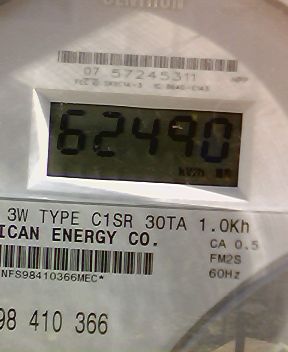 CENTRON
07 57245311
62490
kWh
3W TYPE C1SR 30TA 1.0Kh
ICAN ENERGY CO.
CA 0.5
FM2S
60Hz
NFS98410366MEC*
98 410 366